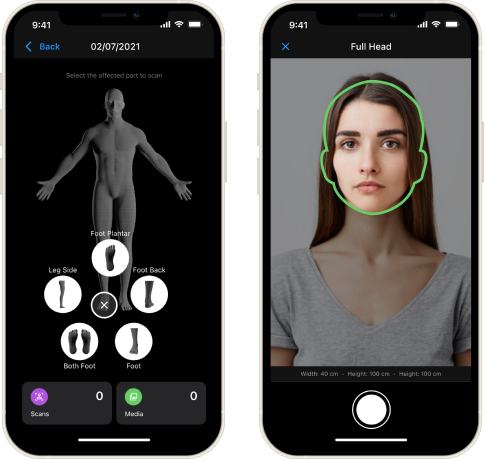 9:41
Back
02/07/2021
Select the affected part to scan
Foot Plantar
Leg Side
Foot Back
Both Foot
Foot
0
Scans
0
Media
9:41
Full Head
Width: 40 cm - Height: 100 cm - Height: 100 cm